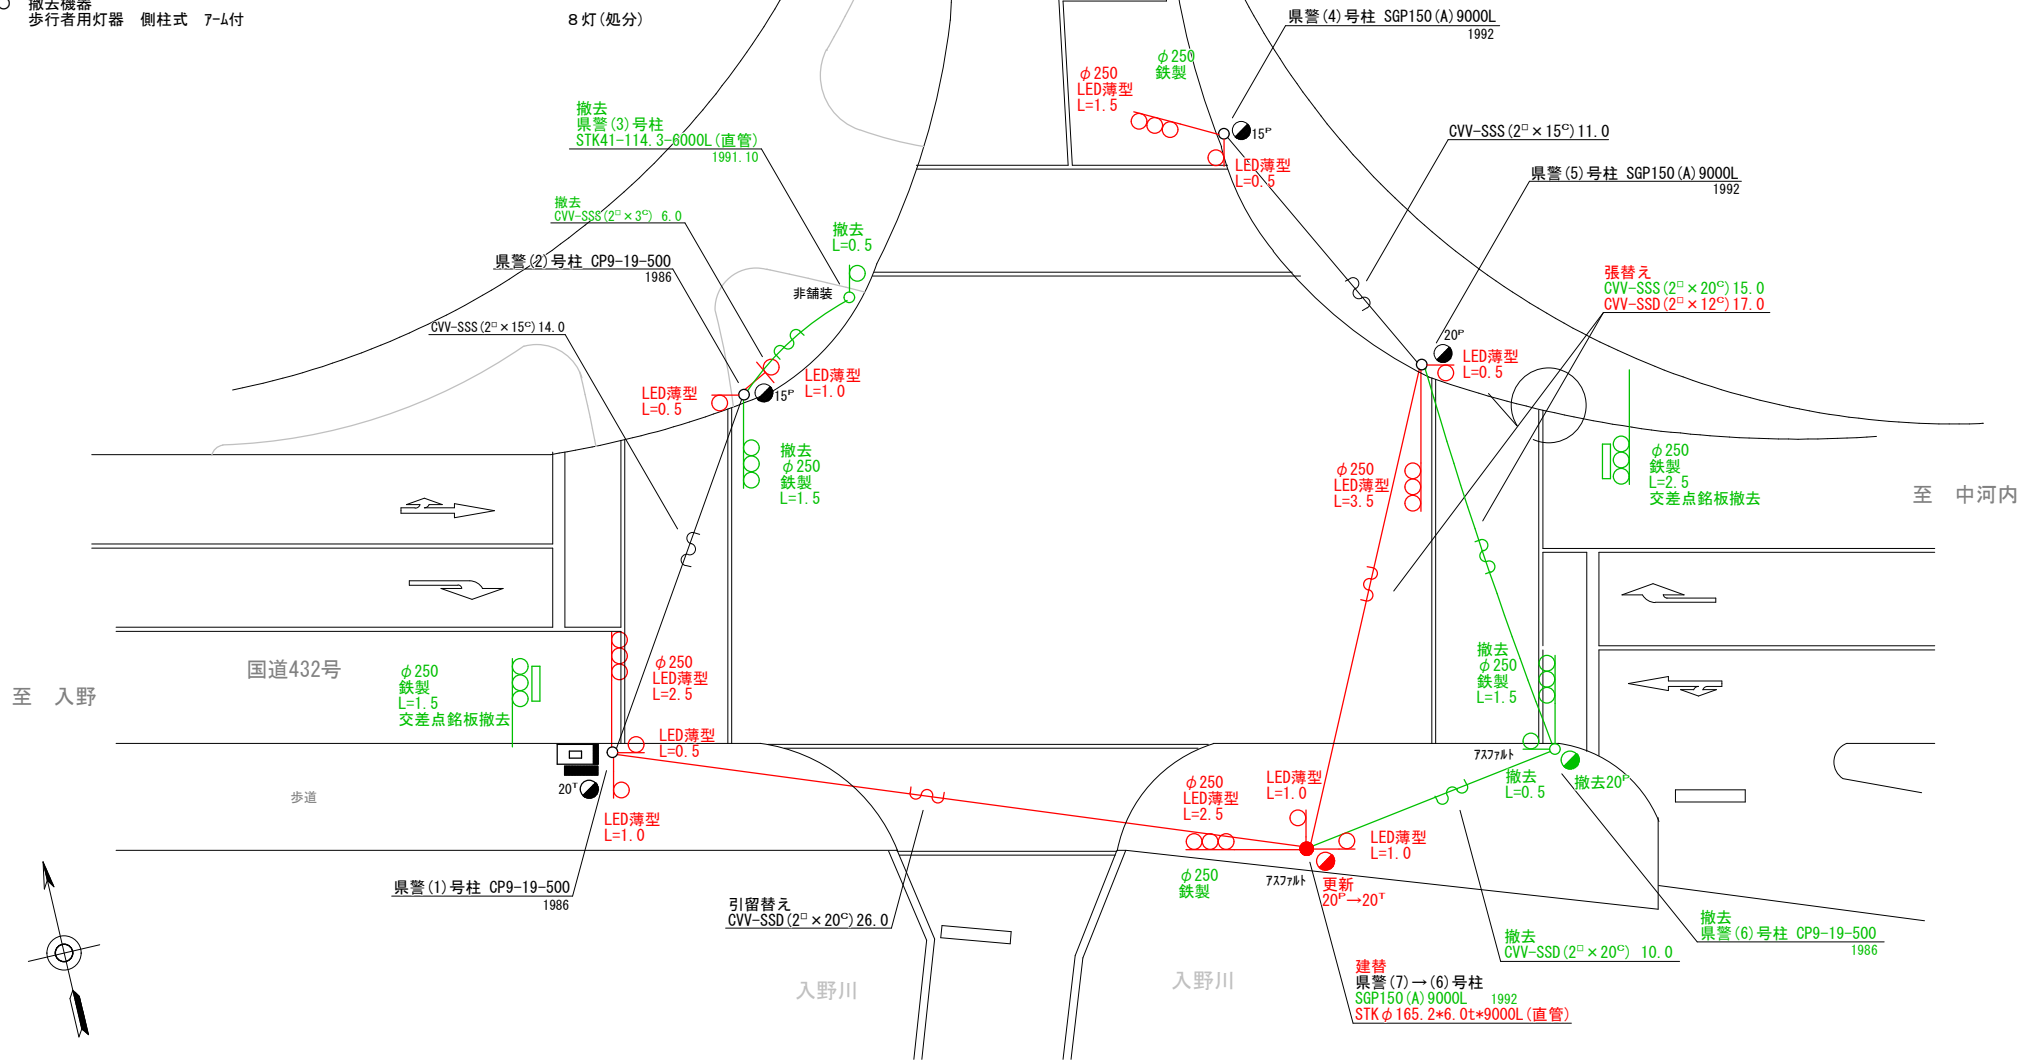 撤去機器
歩行者用灯器 側柱式 ｱｰﾑ付 8灯(処分)
県警(4)号柱 SGP150(A)9000L
1992
φ250
鉄製
φ250
LED薄型
L=1.5
15P
LED薄型
L=0.5
CVV-SSS(2□×15C)11.0
県警(5)号柱 SGP150(A)9000L
1992
撤去
県警(3)号柱
STK41-114.3-6000L(直管)
1991.10
撤去
CVV-SSS(2□×3C) 6.0
撤去
L=0.5
県警(2)号柱 CP9-19-500
1986
非舗装
CVV-SSS(2□×15C)14.0
張替え
CVV-SSS(2□×20C)15.0
CVV-SSD(2□×12C)17.0
20P
LED薄型
L=0.5
LED薄型
L=0.5
15P
LED薄型
L=1.0
撤去
φ250
鉄製
L=1.5
φ250
LED薄型
L=3.5
φ250
鉄製
L=2.5
交差点銘板撤去
至 中河内
国道432号
至 入野
φ250
鉄製
L=1.5
交差点銘板撤去
φ250
LED薄型
L=2.5
LED薄型
L=0.5
撤去
φ250
鉄製
L=1.5
ｱｽﾌｧﾙﾄ
撤去
L=0.5
撤去20P
歩道
20T
LED薄型
L=1.0
φ250
LED薄型
L=2.5
LED薄型
L=1.0
LED薄型
L=1.0
φ250
鉄製
ｱｽﾌｧﾙﾄ
更新
20P→20T
県警(1)号柱 CP9-19-500
1986
引留替え
CVV-SSD(2□×20C)26.0
撤去
県警(6)号柱 CP9-19-500
1986
撤去
CVV-SSD(2□×20C) 10.0
入野川
入野川
建替
県警(7)→(6)号柱
SGP150(A)9000L 1992
STKφ165.2*6.0t*9000L(直管)